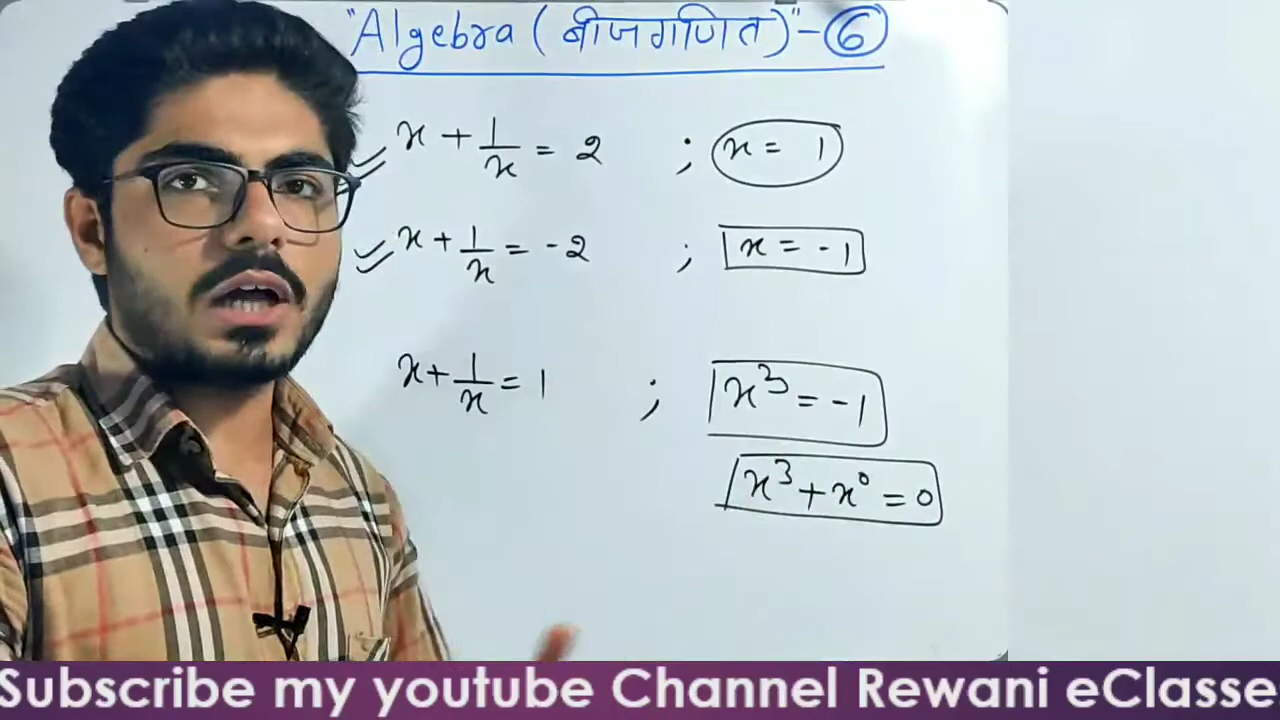 "Algebra (बीजगणित)" - 6
x + 1/x = 2 ; x = 1
x + 1/x = -2 ; x = -1
x + 1/x = 1 ; x³ = -1
x³ + x⁰ = 0
Subscribe my youtube Channel Rewani eClasse